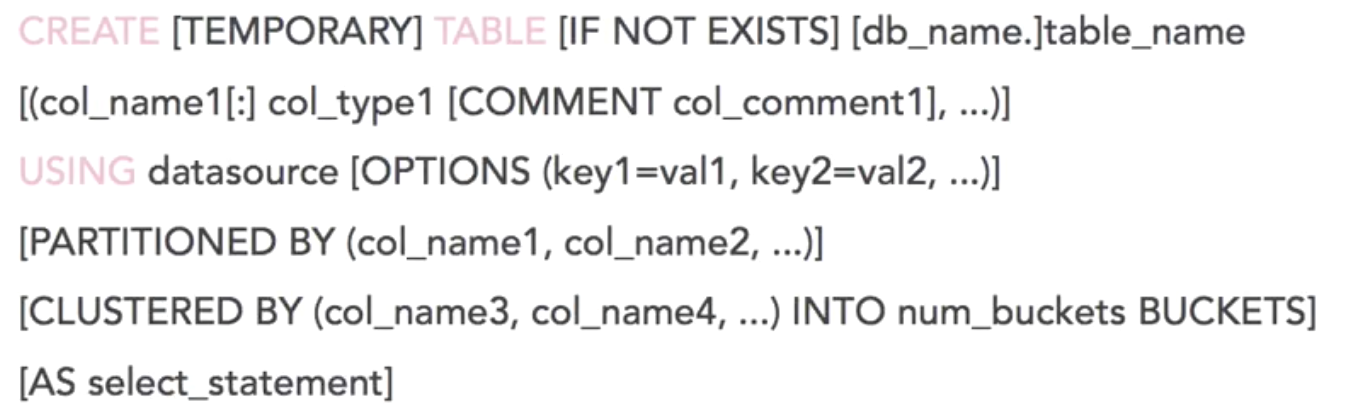 CREATE [TEMPORARY] TABLE [IF NOT EXISTS] [db_name.]table_name
[(col_name1[:] col_type1 [COMMENT col_comment1], ...)]
USING datasource [OPTIONS (key1=val1, key2=val2, ...)]
[PARTITIONED BY (col_name1, col_name2, ...)]
[CLUSTERED BY (col_name3, col_name4, ...) INTO num_buckets BUCKETS]
[AS select_statement]